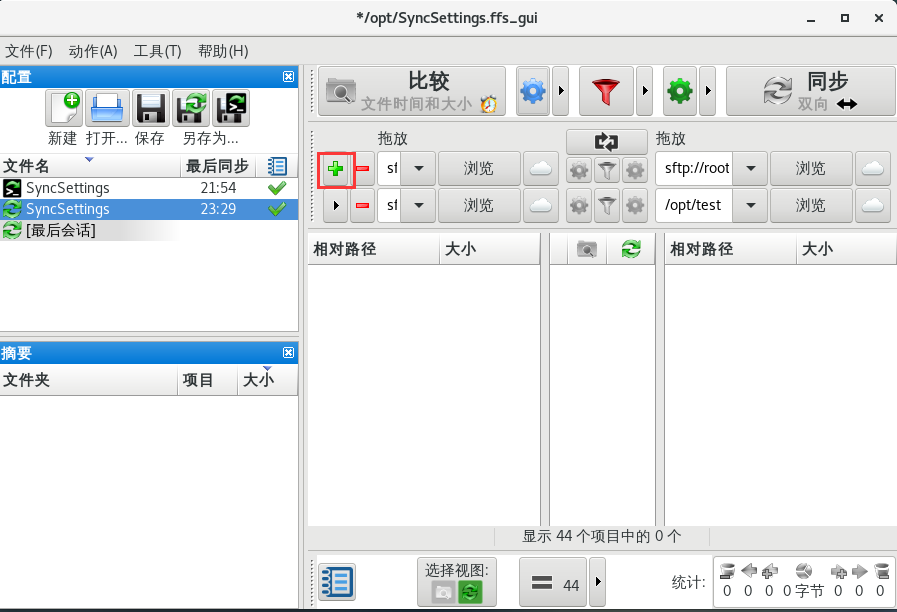 */opt/SyncSettings.ffs_gui
文件(F) 动作(A) 工具(T) 帮助(H)
配置
新建 打开... 保存 另存为...
文件名 最后同步
SyncSettings 21:54
SyncSettings 23:29
[最后会话]
摘要
文件夹 项目 大小
比较
文件时间和大小
同步
双向
拖放 拖放
sf 浏览 sftp://root 浏览
sf 浏览 /opt/test 浏览
相对路径 大小 相对路径 大小
显示 44 个项目中的 0 个
选择视图:
44
统计:
0 0 0 0 字节 0 0 0